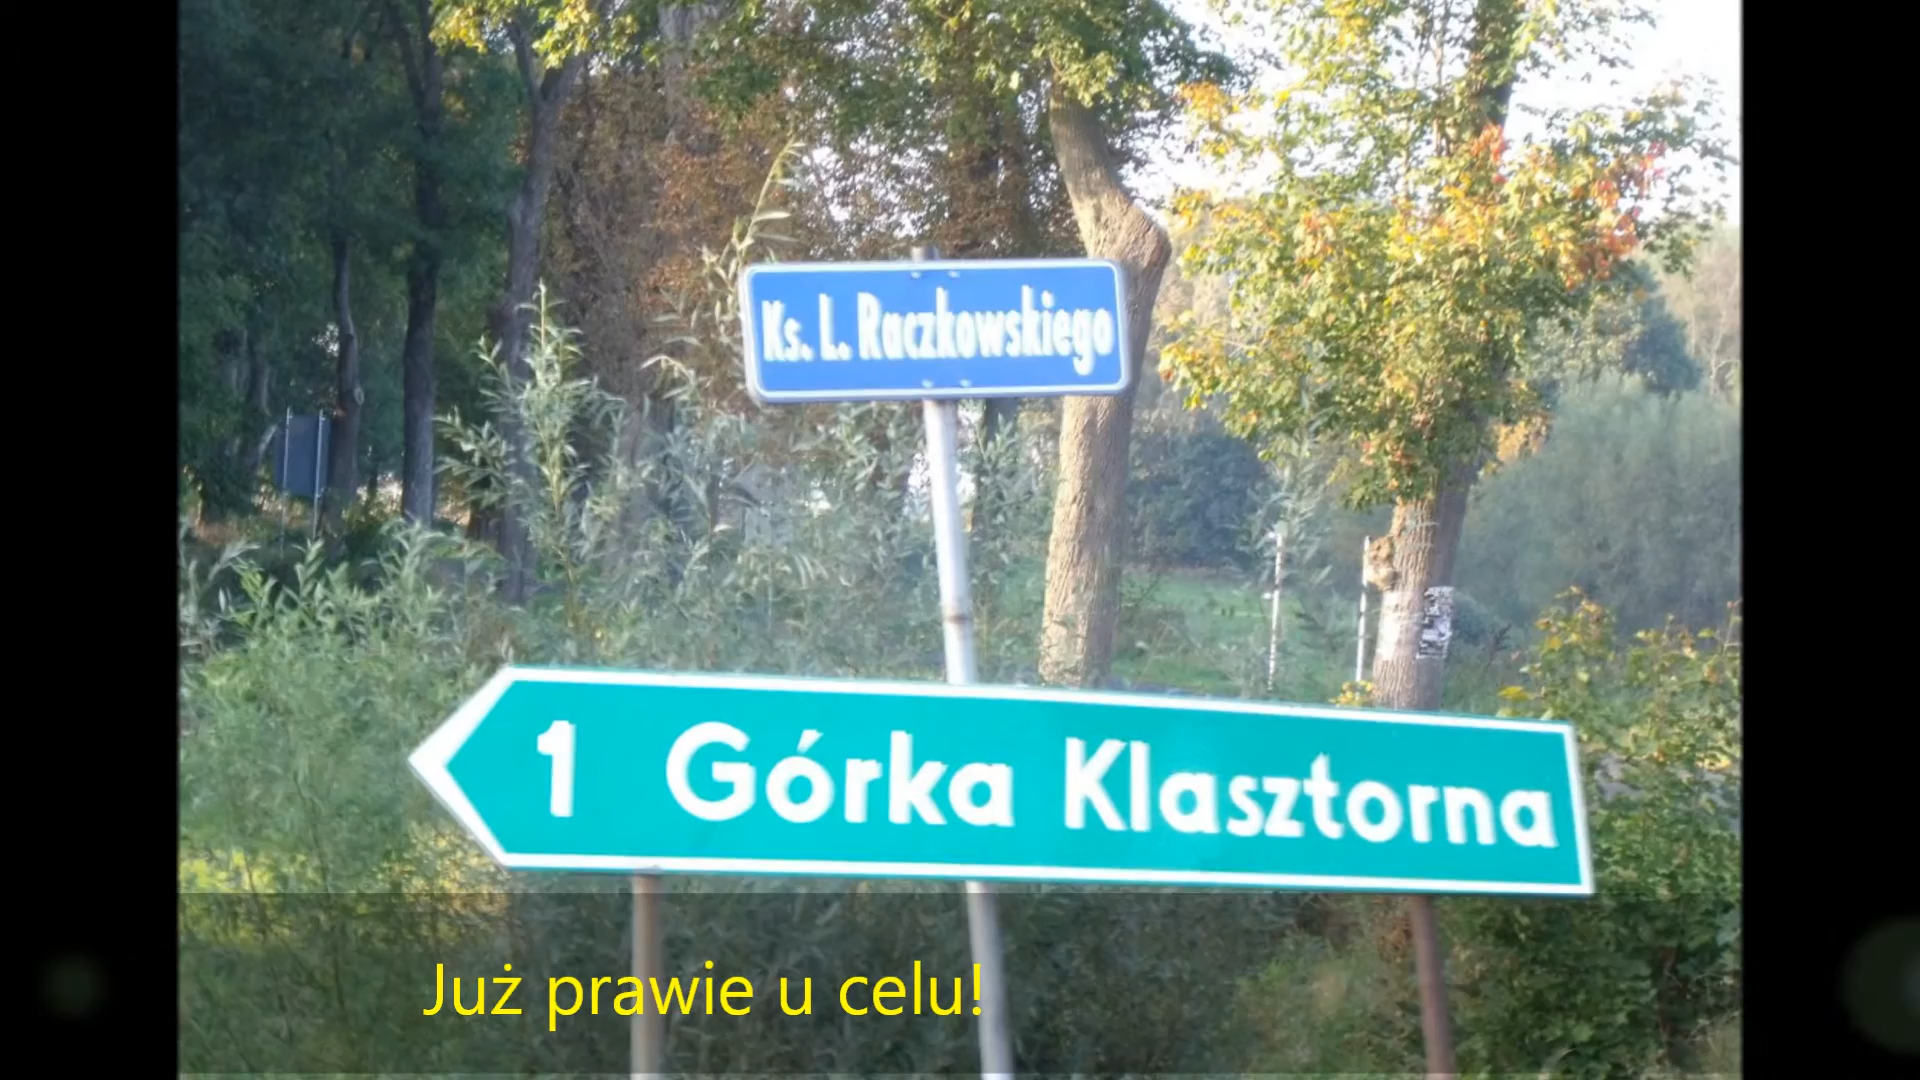 Ks. L. Raczkowskiego
1 Górka Klasztorna
Już prawie u celu!